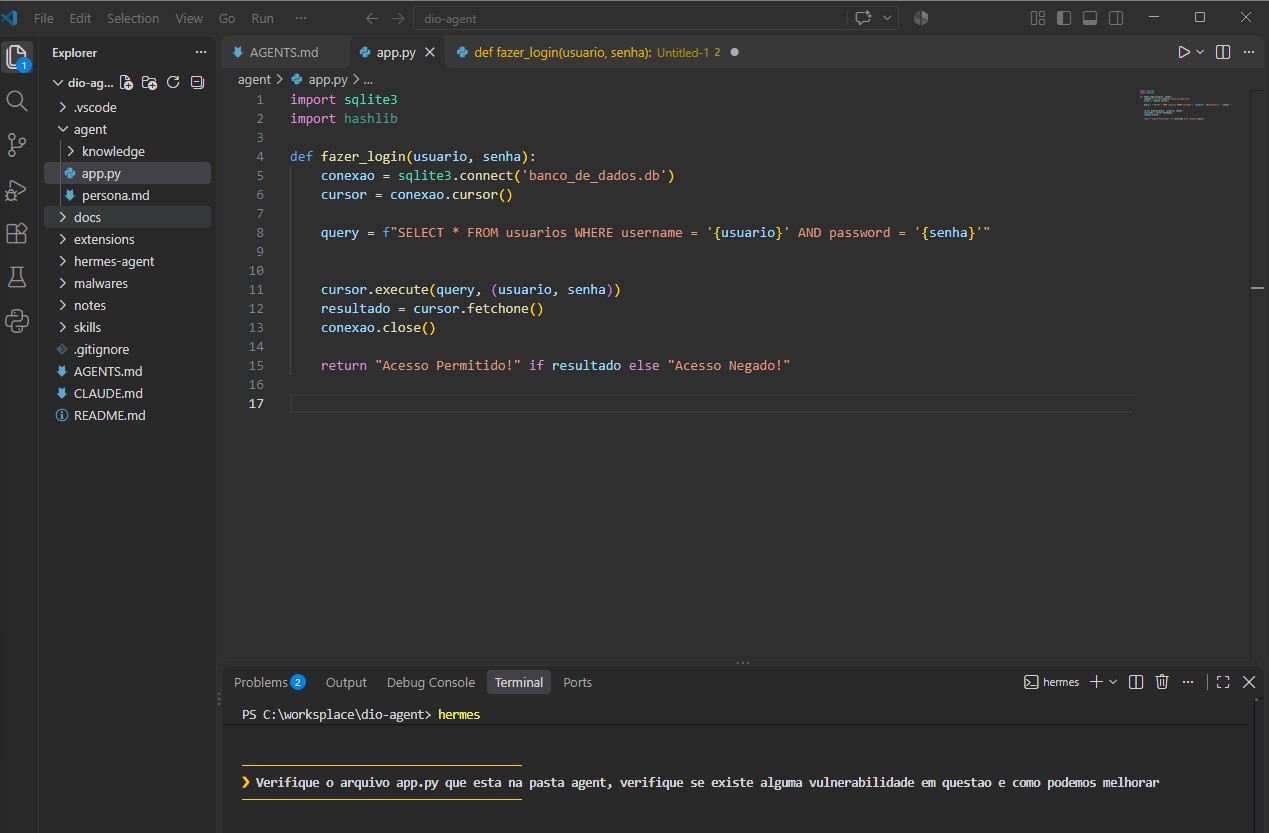 File Edit Selection View Go Run ··· dio-agent
Explorer ···
AGENTS.md app.py def fazer_login(usuario, senha): Untitled-1 2
1
dio-ag...
agent > app.py > ...
.vscode
agent
knowledge
app.py
persona.md
docs
extensions
hermes-agent
malwares
notes
skills
.gitignore
AGENTS.md
CLAUDE.md
README.md
1 import sqlite3
2 import hashlib
3
4 def fazer_login(usuario, senha):
5 conexao = sqlite3.connect('banco_de_dados.db')
6 cursor = conexao.cursor()
7
8 query = f"SELECT * FROM usuarios WHERE username = '{usuario}' AND password = '{senha}'"
9
10
11 cursor.execute(query, (usuario, senha))
12 resultado = cursor.fetchone()
13 conexao.close()
14
15 return "Acesso Permitido!" if resultado else "Acesso Negado!"
16
17
Problems 2 Output Debug Console Terminal Ports hermes
PS C:\worksplace\dio-agent> hermes
❯ Verifique o arquivo app.py que esta na pasta agent, verifique se existe alguma vulnerabilidade em questao e como podemos melhorar